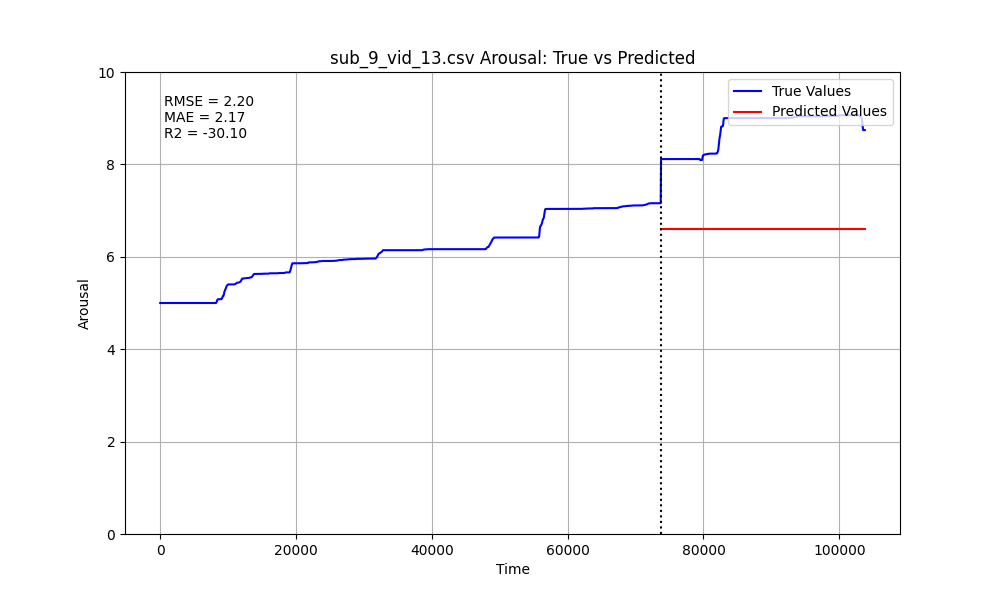 sub_9_vid_13.csv Arousal: True vs Predicted
10
8
6
4
2
0
Arousal
RMSE = 2.20
MAE = 2.17
R2 = -30.10
True Values
Predicted Values
0 20000 40000 60000 80000 100000
Time